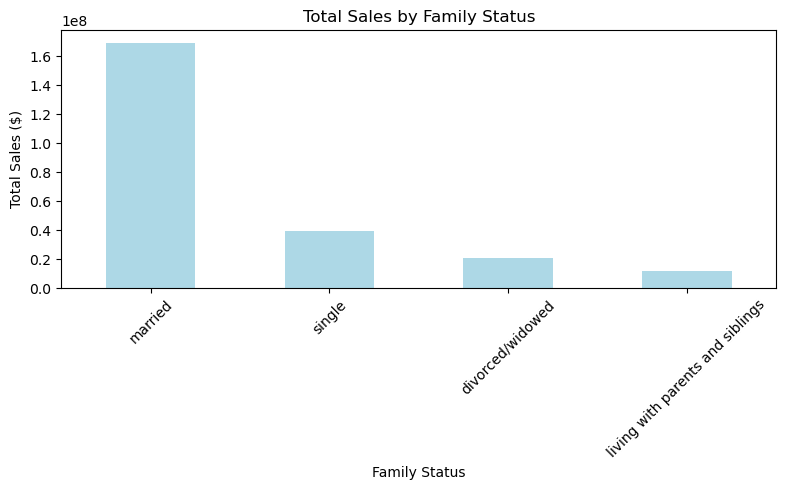 Total Sales by Family Status
1e8
Total Sales ($)
1.6
1.4
1.2
1.0
0.8
0.6
0.4
0.2
0.0
married
single
divorced/widowed
living with parents and siblings
Family Status